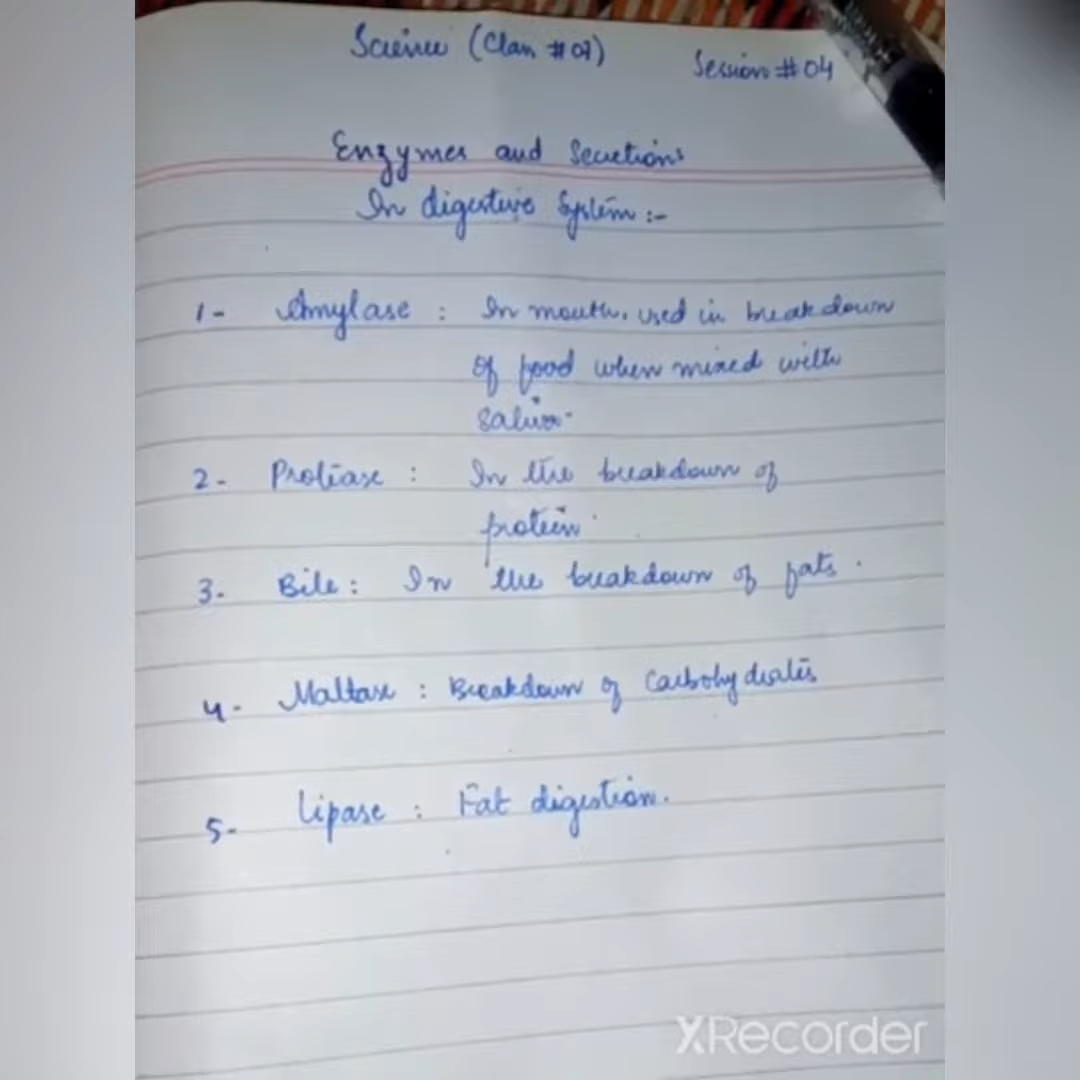 Science (Class #07)
Session #04
Enzymes and Secretions
In digestive System :-
1- Amylase : In mouth, used in breakdown
of food when mixed with
saliva.
2- Protease : In the breakdown of
protein.
3- Bile : In the breakdown of fats.
4- Maltase : Breakdown of Carbohydrates
5- Lipase : Fat digestion.
XRecorder